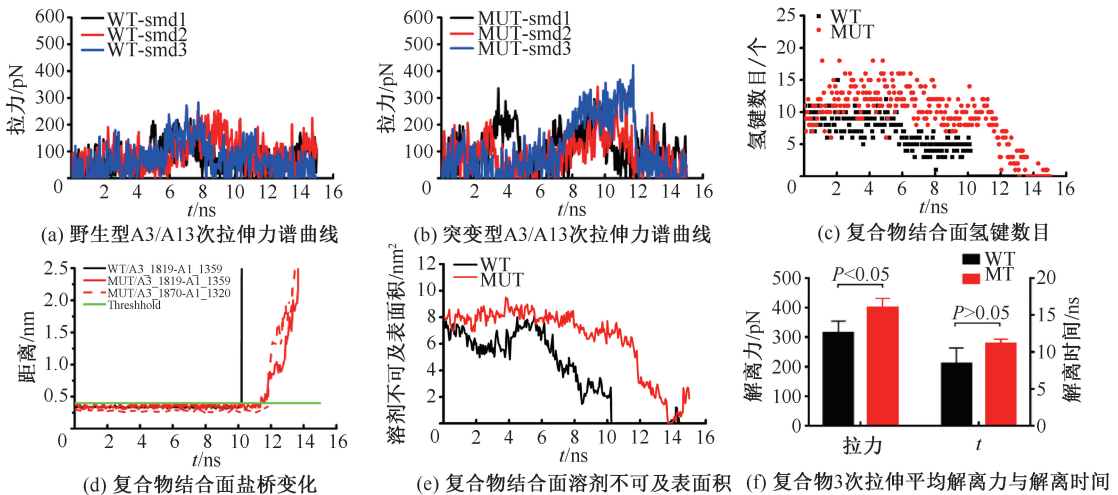 600
500
400
300
200
100
0
拉力/pN
WT-smd1
WT-smd2
WT-smd3
0 2 4 6 8 10 12 14 16
t/ns
(a) 野生型A3/A13次拉伸力谱曲线
600
500
400
300
200
100
0
拉力/pN
MUT-smd1
MUT-smd2
MUT-smd3
0 2 4 6 8 10 12 14 16
t/ns
(b) 突变型A3/A13次拉伸力谱曲线
25
20
15
10
5
0
氢键数目/个
WT
MUT
0 2 4 6 8 10 12 14 16
t/ns
(c) 复合物结合面氢键数目
2.5
2.0
1.5
1.0
0.5
距离/nm
WT/A3_1819-A1_1359
MUT/A3_1819-A1_1359
MUT/A3_1870-A1_1320
Threshhold
0 2 4 6 8 10 12 14 16
t/ns
(d) 复合物结合面盐桥变化
12
10
8
6
4
2
0
溶剂不可及表面积/nm²
WT
MUT
0 2 4 6 8 10 12 14 16
t/ns
(e) 复合物结合面溶剂不可及表面积
WT
MT
500
400
300
200
100
0
解离力/pN
P<0.05
P>0.05
20
15
10
5
0
解离时间/ns
拉力 t
(f) 复合物3次拉伸平均解离力与解离时间